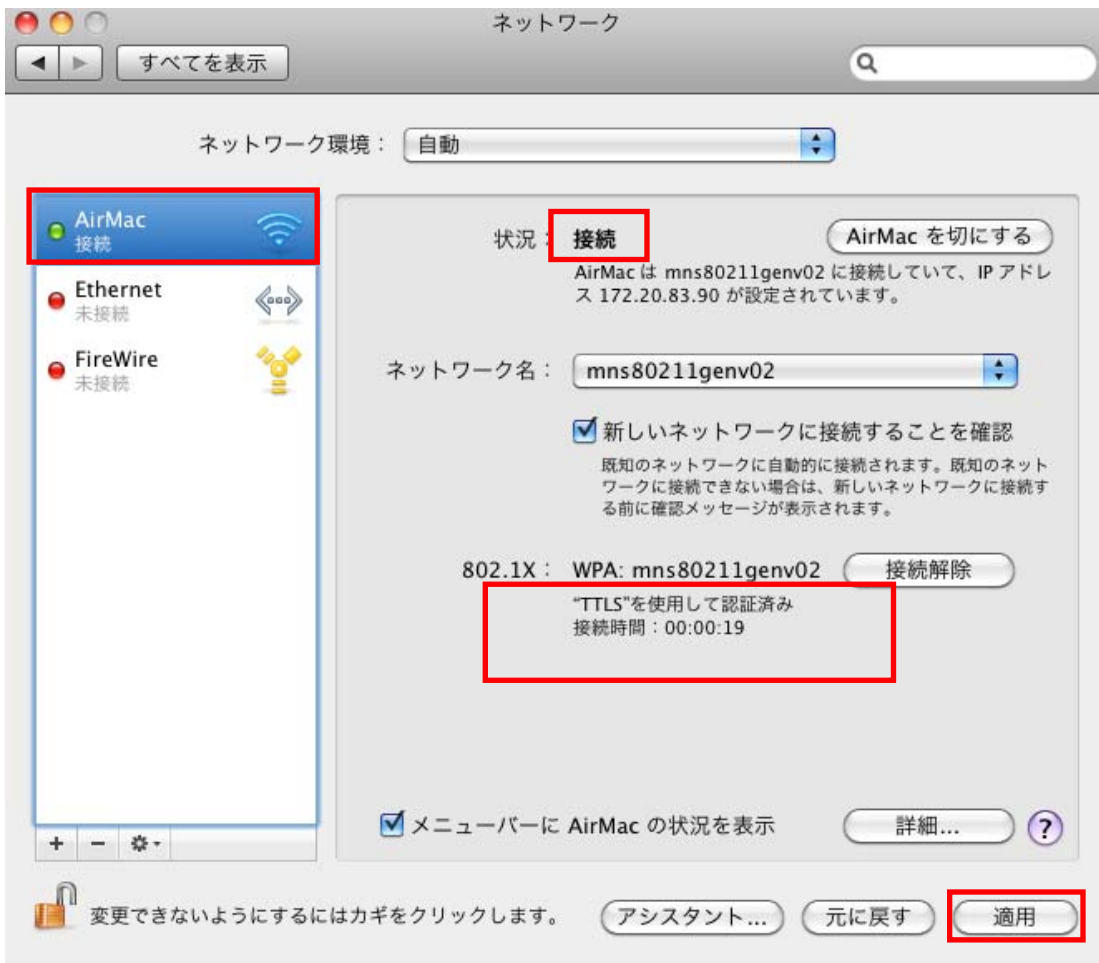 ネットワーク
すべてを表示
ネットワーク環境： 自動
AirMac
接続
Ethernet
未接続
FireWire
未接続
状況： 接続 AirMac を切にする
AirMac は mns80211genv02 に接続していて、IP アドレ
ス 172.20.83.90 が設定されています。
ネットワーク名： mns80211genv02
新しいネットワークに接続することを確認
既知のネットワークに自動的に接続されます。既知のネット
ワークに接続できない場合は、新しいネットワークに接続す
る前に確認メッセージが表示されます。
802.1X： WPA: mns80211genv02 接続解除
“TTLS”を使用して認証済み
接続時間：00:00:19
メニューバーに AirMac の状況を表示 詳細... ?
変更できないようにするにはカギをクリックします。 アシスタント... 元に戻す 適用